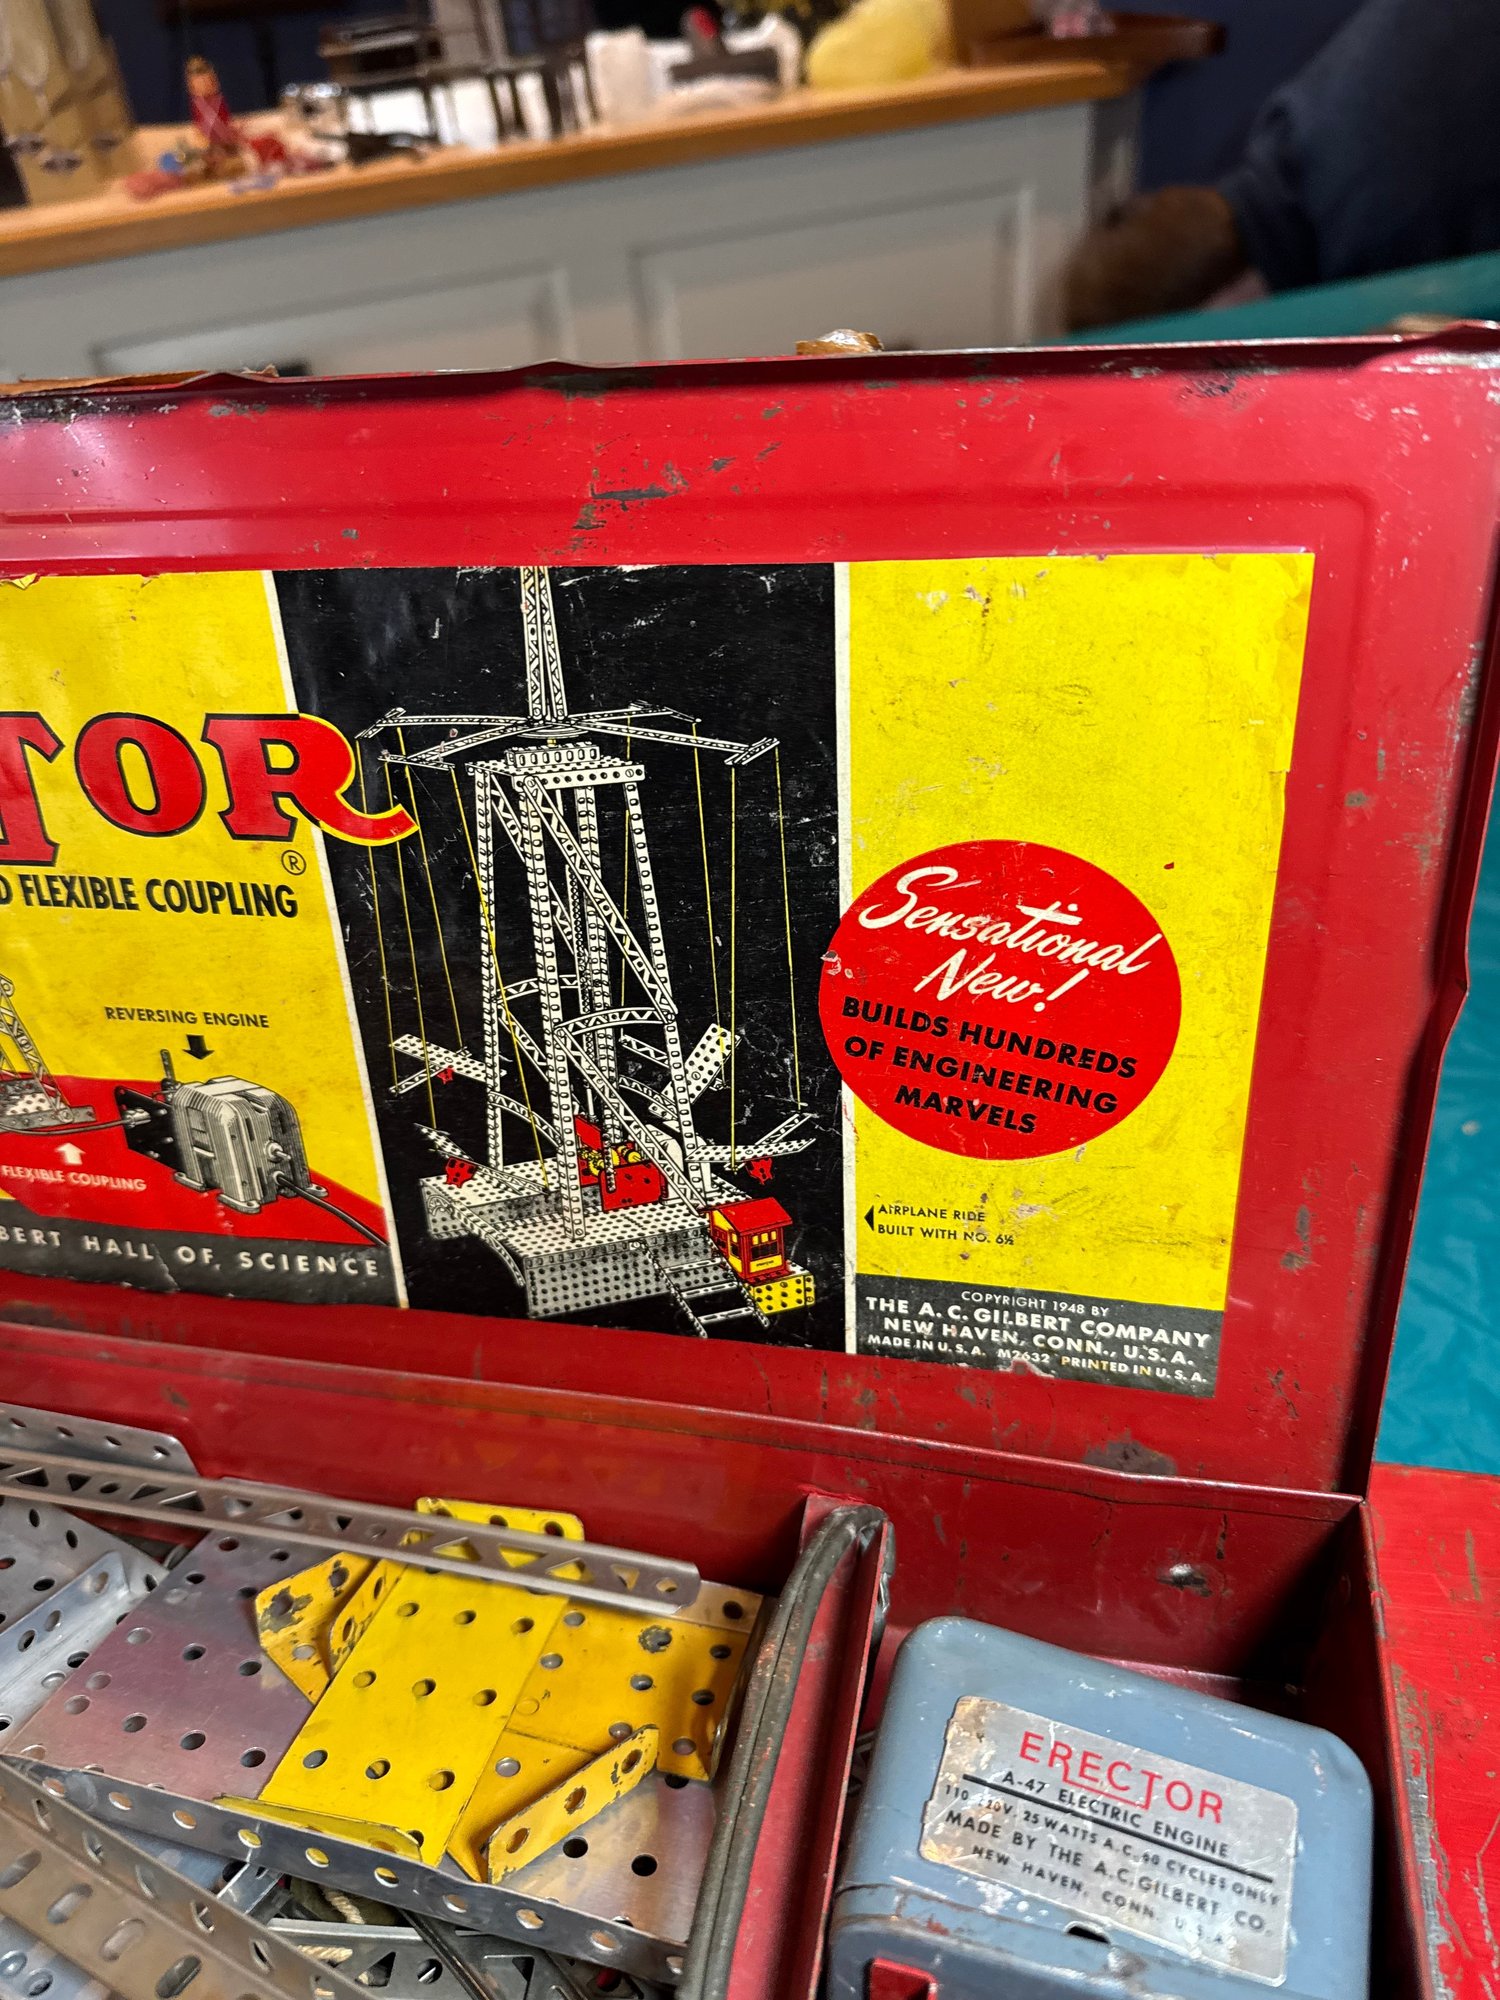 TOR
®
D FLEXIBLE COUPLING
REVERSING ENGINE
FLEXIBLE COUPLING
BERT HALL OF SCIENCE
Sensational
New!
BUILDS HUNDREDS
OF ENGINEERING
MARVELS
AIRPLANE RIDE
BUILT WITH NO. 6½
COPYRIGHT 1948 BY
THE A. C. GILBERT COMPANY
NEW HAVEN, CONN., U.S.A.
MADE IN U.S.A. M2632 PRINTED IN U.S.A.
ERECTOR
A-47 ELECTRIC ENGINE
110-120V. 25 WATTS A.C. 60 CYCLES ONLY
MADE BY THE A.C. GILBERT CO.
NEW HAVEN, CONN. U.S.A.